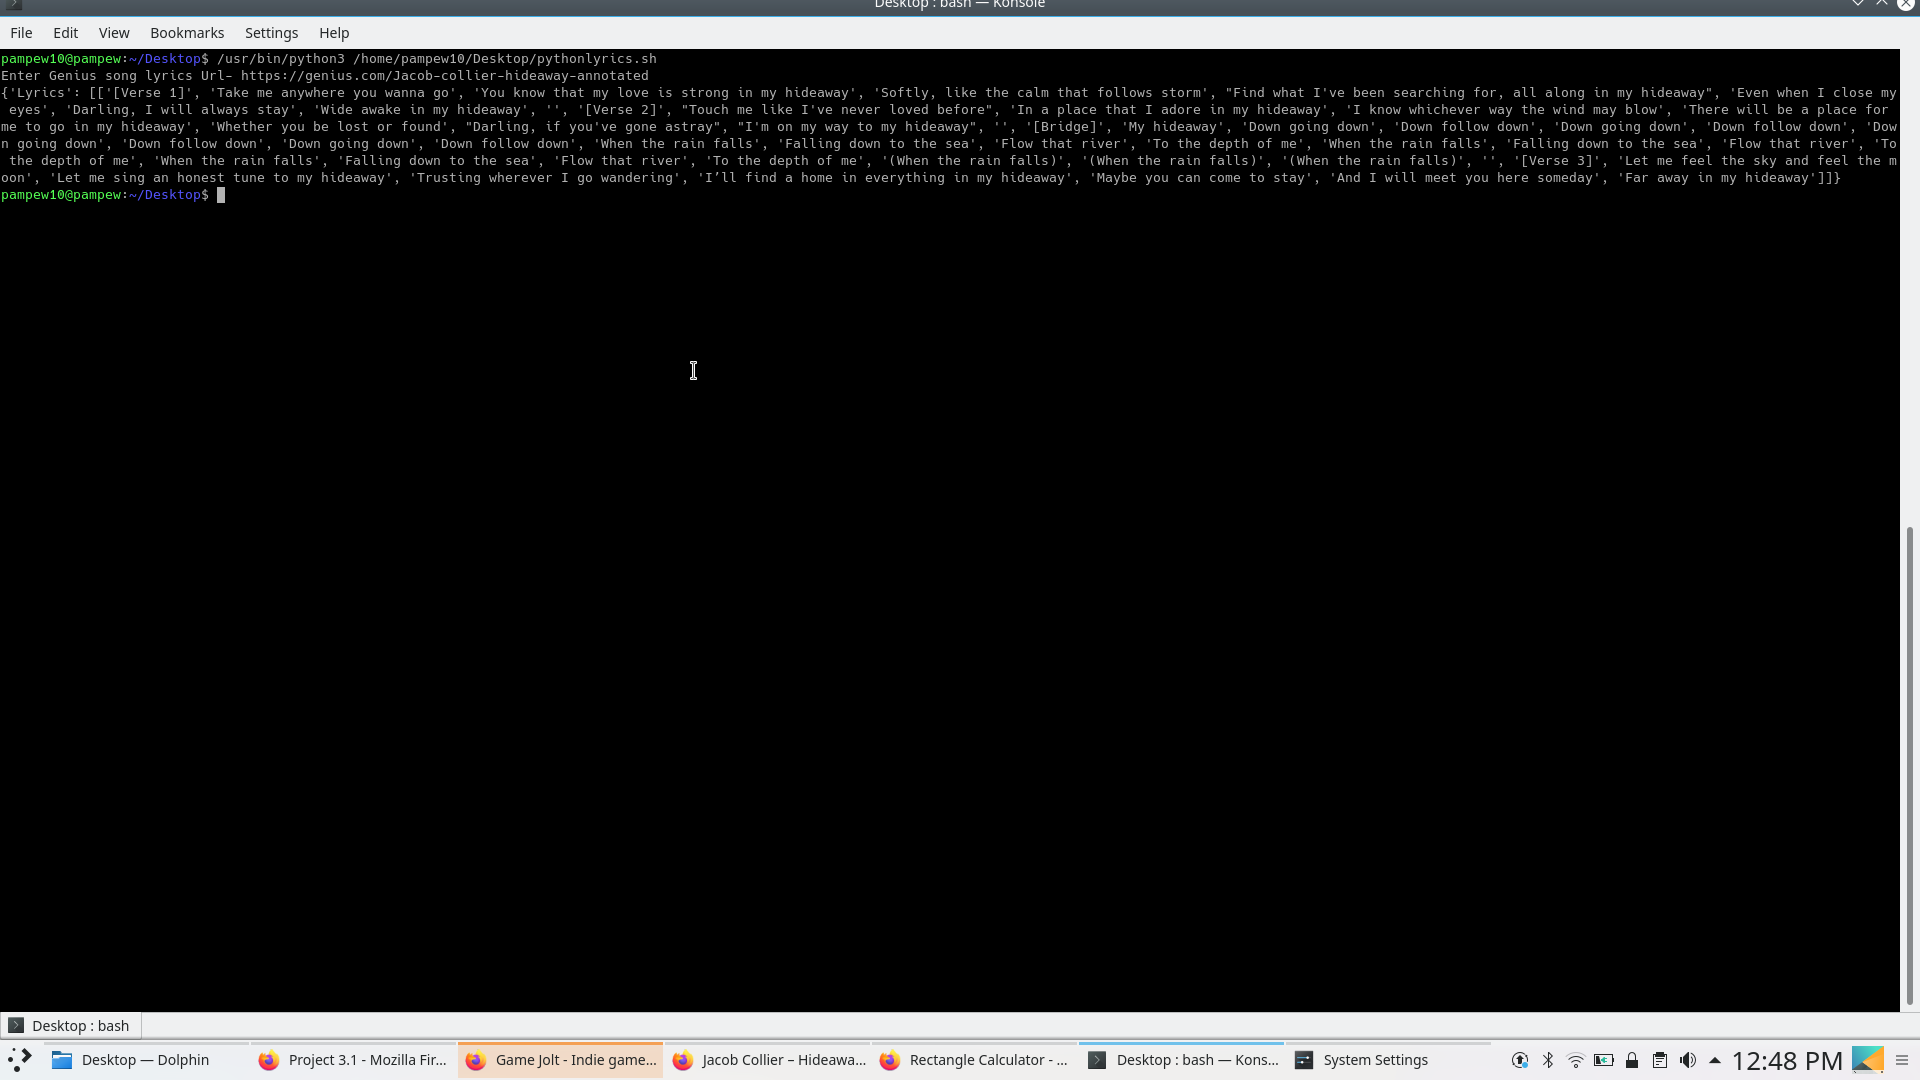 Desktop : bash — Konsole
File Edit View Bookmarks Settings Help
pampew10@pampew:~/Desktop$ /usr/bin/python3 /home/pampew10/Desktop/pythonlyrics.sh
Enter Genius song lyrics Url- https://genius.com/Jacob-collier-hideaway-annotated
{'Lyrics': [['[Verse 1]', 'Take me anywhere you wanna go', 'You know that my love is strong in my hideaway', 'Softly, like the calm that follows storm', "Find what I've been searching for, all along in my hideaway", 'Even when I close my
 eyes', 'Darling, I will always stay', 'Wide awake in my hideaway', '', '[Verse 2]', "Touch me like I've never loved before", 'In a place that I adore in my hideaway', 'I know whichever way the wind may blow', 'There will be a place for
me to go in my hideaway', 'Whether you be lost or found', "Darling, if you've gone astray", "I'm on my way to my hideaway", '', '[Bridge]', 'My hideaway', 'Down going down', 'Down follow down', 'Down going down', 'Down follow down', 'Dow
n going down', 'Down follow down', 'Down going down', 'Down follow down', 'When the rain falls', 'Falling down to the sea', 'Flow that river', 'To the depth of me', 'When the rain falls', 'Falling down to the sea', 'Flow that river', 'To
 the depth of me', 'When the rain falls', 'Falling down to the sea', 'Flow that river', 'To the depth of me', '(When the rain falls)', '(When the rain falls)', '(When the rain falls)', '', '[Verse 3]', 'Let me feel the sky and feel the m
oon', 'Let me sing an honest tune to my hideaway', 'Trusting wherever I go wandering', 'I’ll find a home in everything in my hideaway', 'Maybe you can come to stay', 'And I will meet you here someday', 'Far away in my hideaway']]}
pampew10@pampew:~/Desktop$
Desktop : bash
Desktop — Dolphin Project 3.1 - Mozilla Fir... Game Jolt - Indie game... Jacob Collier – Hideawa... Rectangle Calculator - ... Desktop : bash — Kons... System Settings 12:48 PM